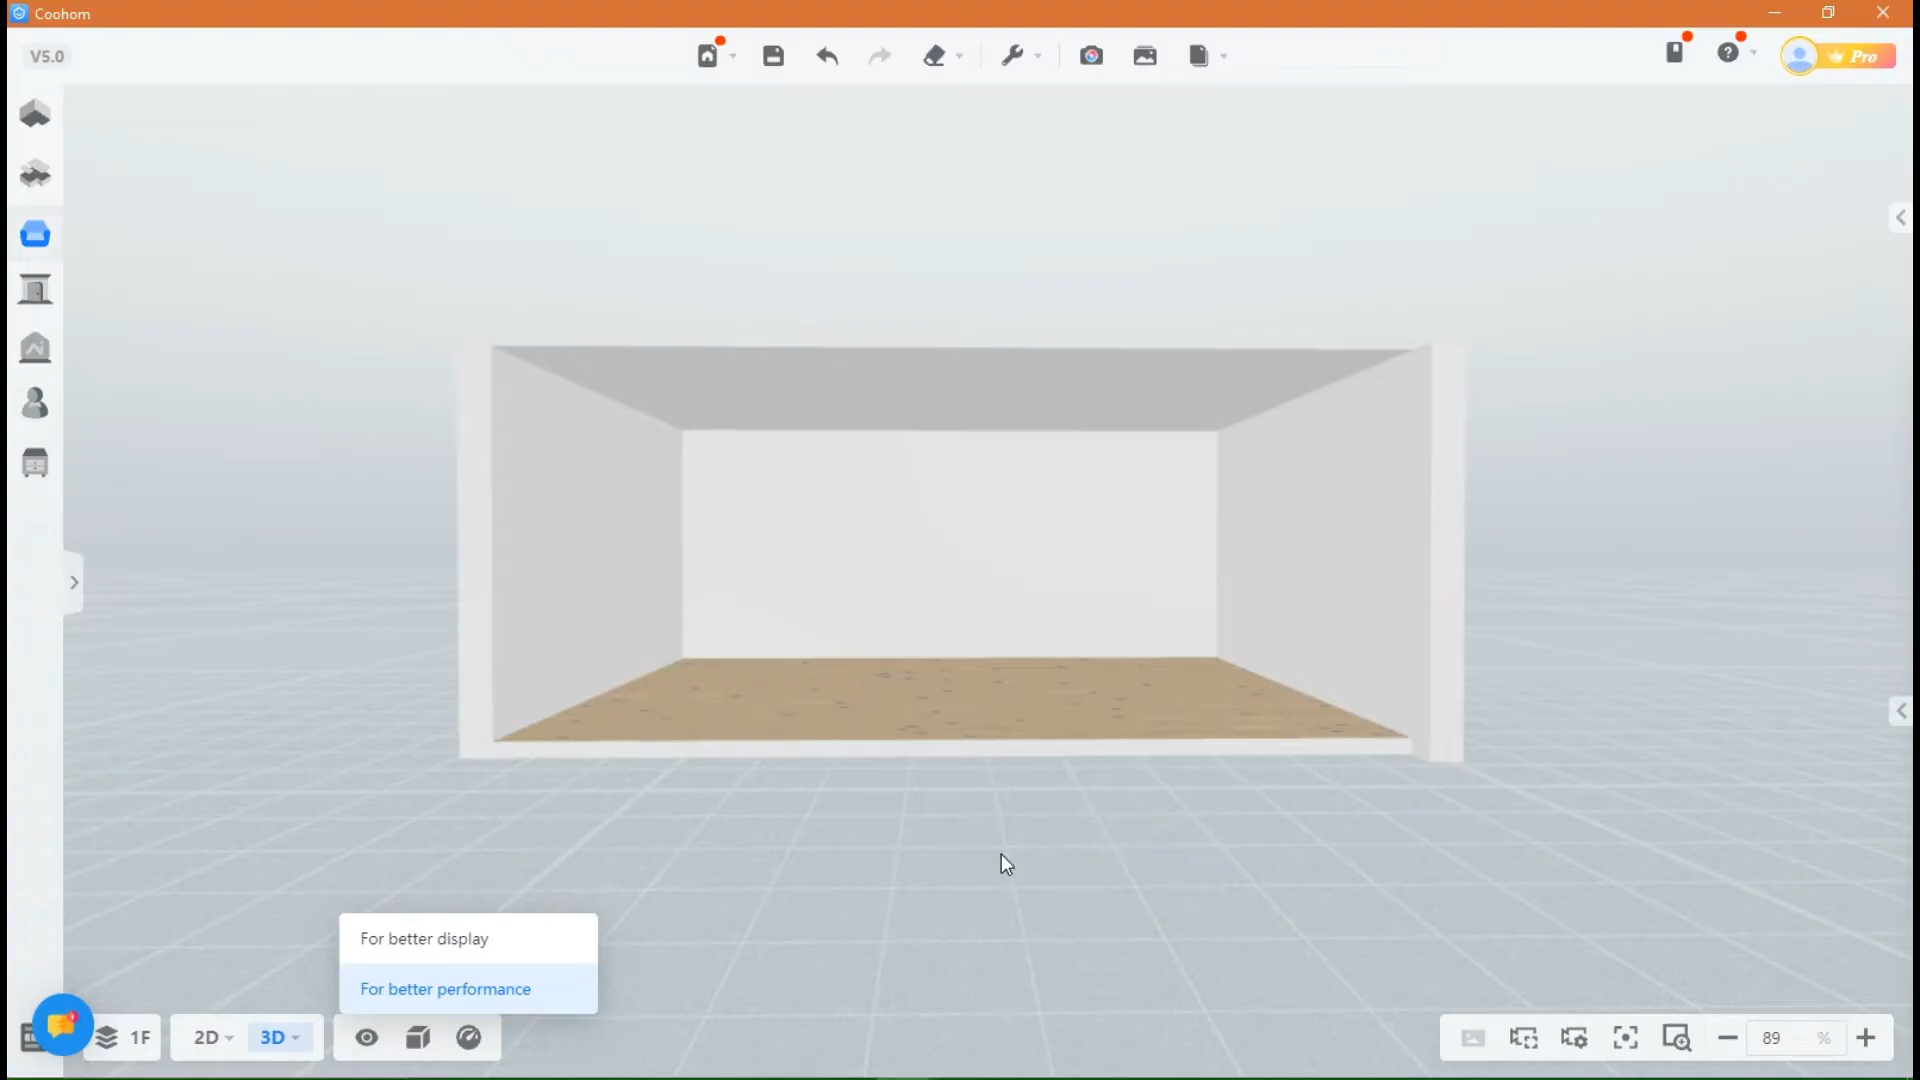 Coohom
V5.0
Pro
For better display
For better performance
1F
2D
3D
89 %